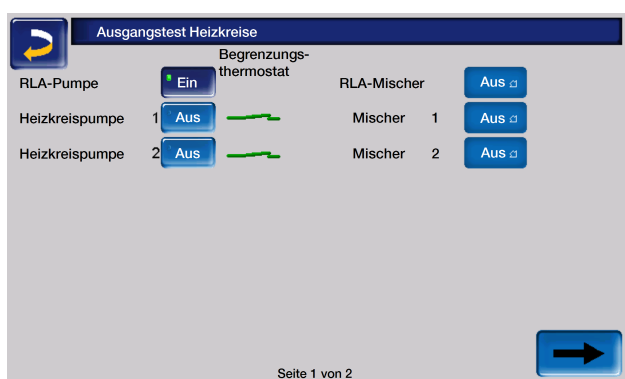 Ausgangstest Heizkreise
Begrenzungs-
thermostat
RLA-Pumpe Ein RLA-Mischer Aus
Heizkreispumpe 1 Aus Mischer 1 Aus
Heizkreispumpe 2 Aus Mischer 2 Aus
Seite 1 von 2